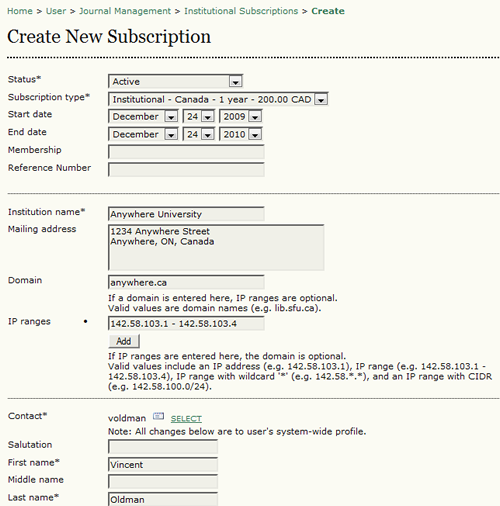 Home > User > Journal Management > Institutional Subscriptions > Create
Create New Subscription
Status* Active
Subscription type* Institutional - Canada - 1 year - 200.00 CAD
Start date December 24 2009
End date December 24 2010
Membership
Reference Number
Institution name* Anywhere University
Mailing address 1234 Anywhere Street
Anywhere, ON, Canada
Domain anywhere.ca
If a domain is entered here, IP ranges are optional.
Valid values are domain names (e.g. lib.sfu.ca).
IP ranges • 142.58.103.1 - 142.58.103.4
Add
If IP ranges are entered here, the domain is optional.
Valid values include an IP address (e.g. 142.58.103.1), IP range (e.g. 142.58.103.1 -
142.58.103.4), IP range with wildcard '*' (e.g. 142.58.*.*), and an IP range with CIDR
(e.g. 142.58.100.0/24).
Contact* voldman SELECT
Note: All changes below are to user's system-wide profile.
Salutation
First name* Vincent
Middle name
Last name* Oldman